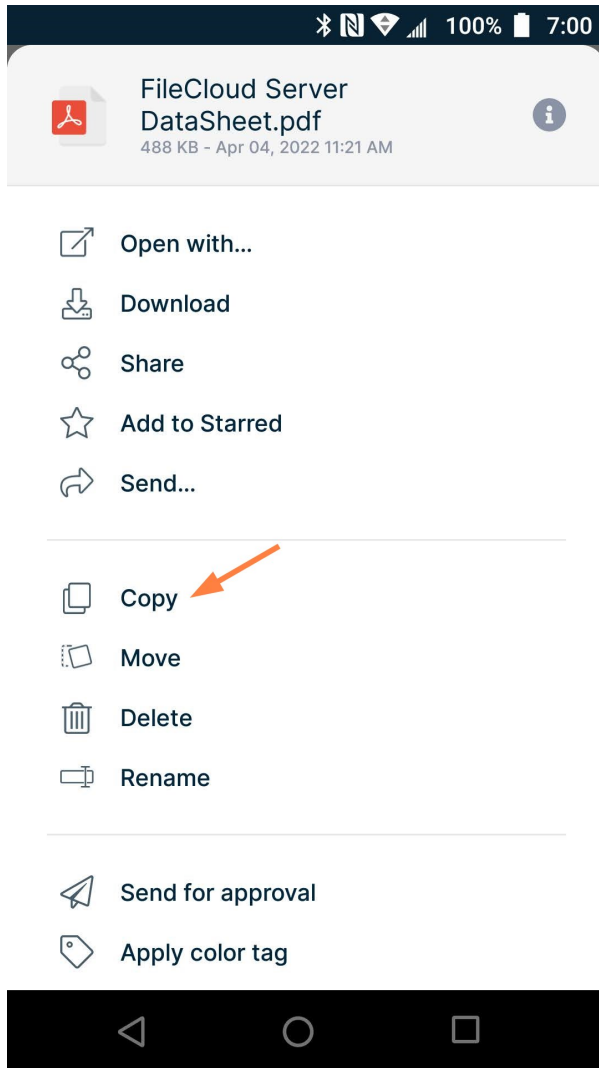 100% 7:00
FileCloud Server
DataSheet.pdf
488 KB - Apr 04, 2022 11:21 AM
Open with...
Download
Share
Add to Starred
Send...
Copy
Move
Delete
Rename
Send for approval
Apply color tag